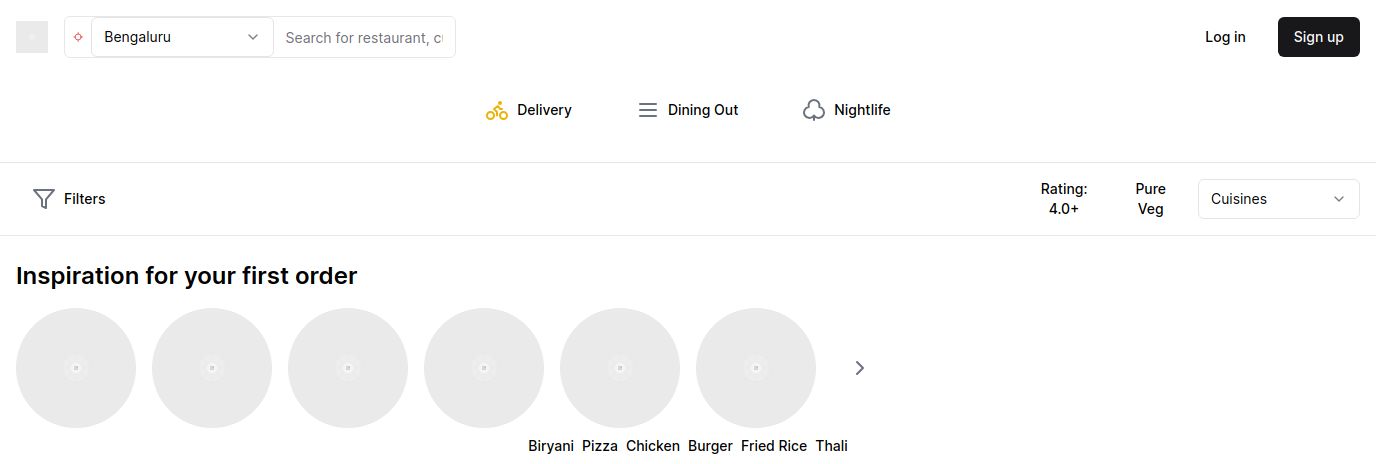 Bengaluru Search for restaurant, c Log in Sign up
Delivery Dining Out Nightlife
Filters Rating: 4.0+ Pure Veg Cuisines
Inspiration for your first order
Biryani Pizza Chicken Burger Fried Rice Thali